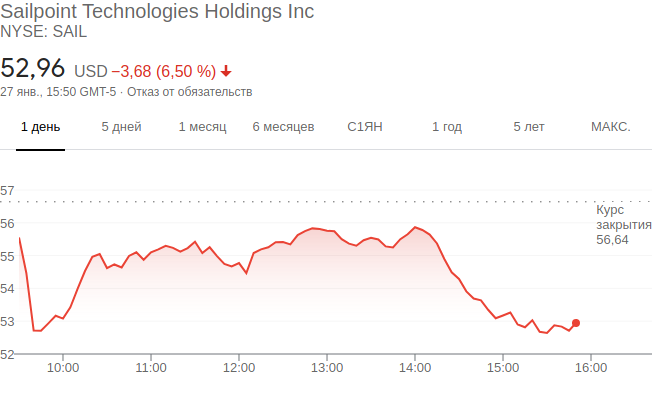 Sailpoint Technologies Holdings Inc
NYSE: SAIL
52,96 USD −3,68 (6,50 %)
27 янв., 15:50 GMT-5 · Отказ от обязательств
1 день 5 дней 1 месяц 6 месяцев С1ЯН 1 год 5 лет МАКС.
57
Курс
закрытия
56,64
56
55
54
53
52
10:00 11:00 12:00 13:00 14:00 15:00 16:00